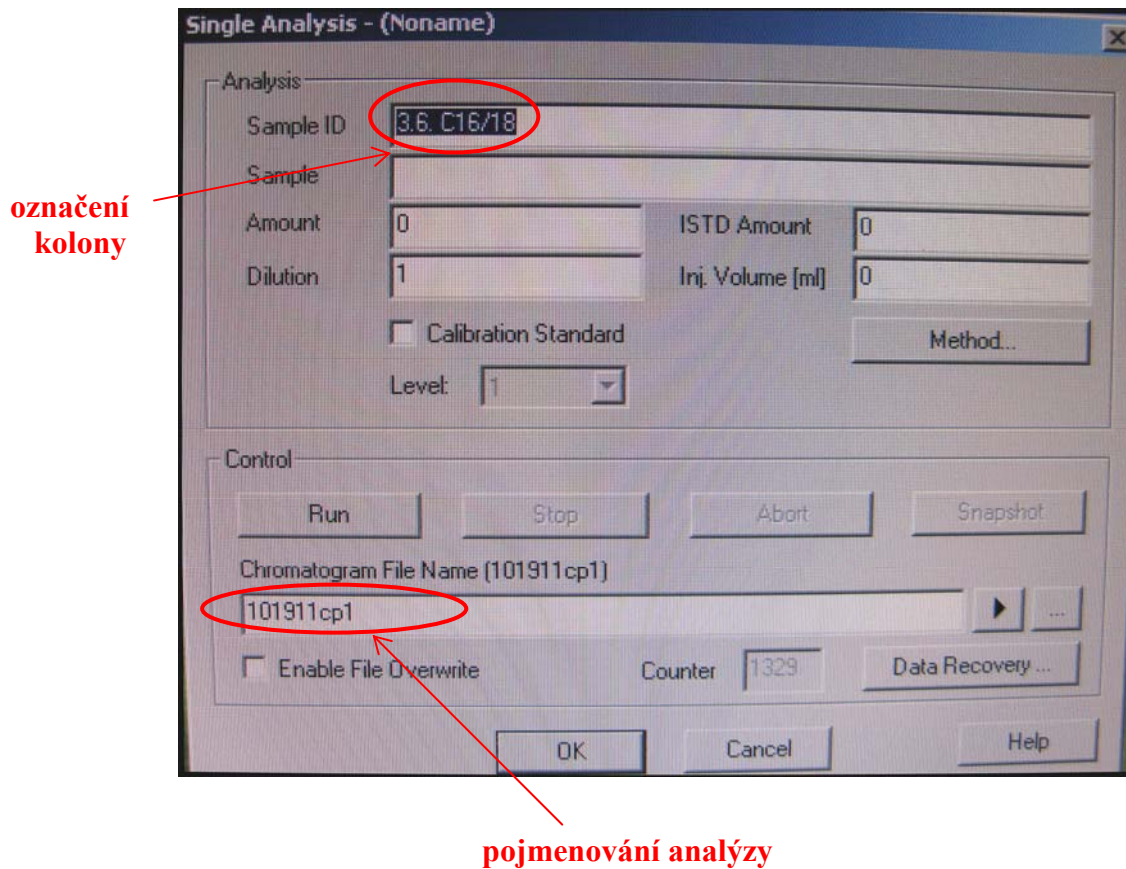 Single Analysis - (Noname)
Analysis
Sample ID 3.6. C16/18
Sample
označení
kolony
Amount 0 ISTD Amount 0
Dilution 1 Inj. Volume [ml] 0
Calibration Standard Method...
Level: 1
Control
Run Stop Abort Snapshot
Chromatogram File Name (101911cp1)
101911cp1 ...
Enable File Overwrite Counter 1329 Data Recovery ...
OK Cancel Help
pojmenování analýzy